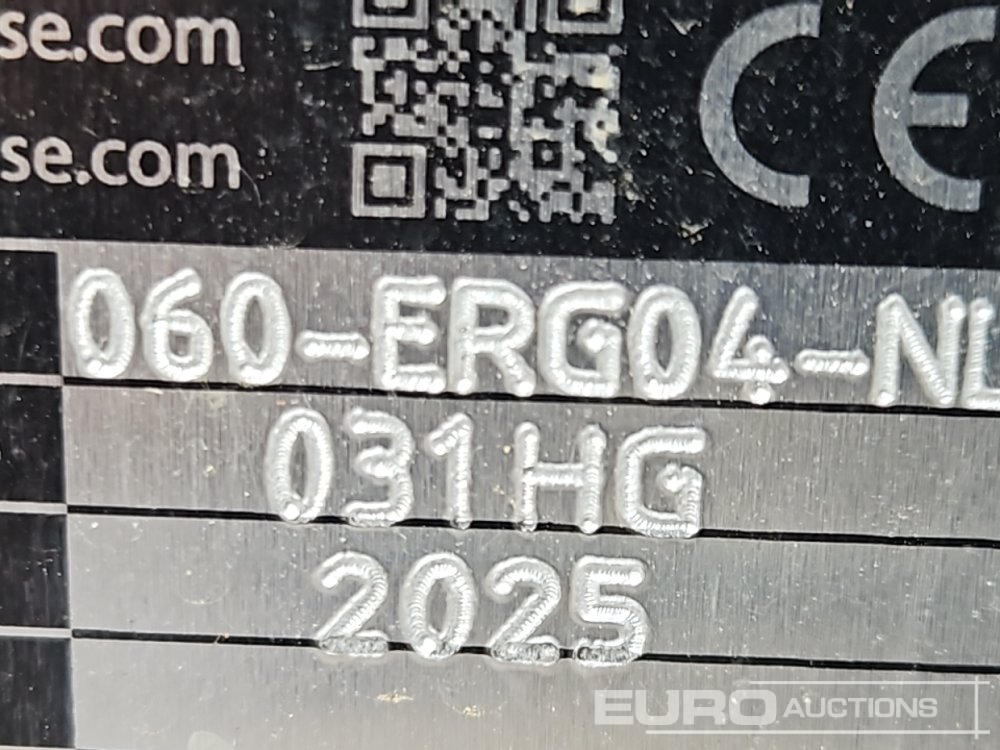 se.com
se.com
CE
060-ERG04-NL
031HG
2025
EURO AUCTIONS